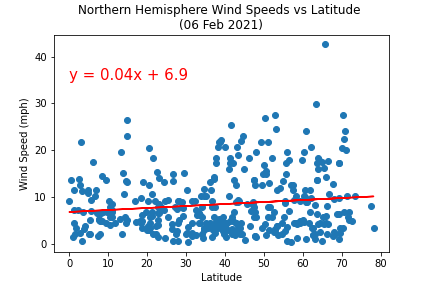 Northern Hemisphere Wind Speeds vs Latitude
(06 Feb 2021)
y = 0.04x + 6.9
Wind Speed (mph)
40
30
20
10
0
0 10 20 30 40 50 60 70 80
Latitude